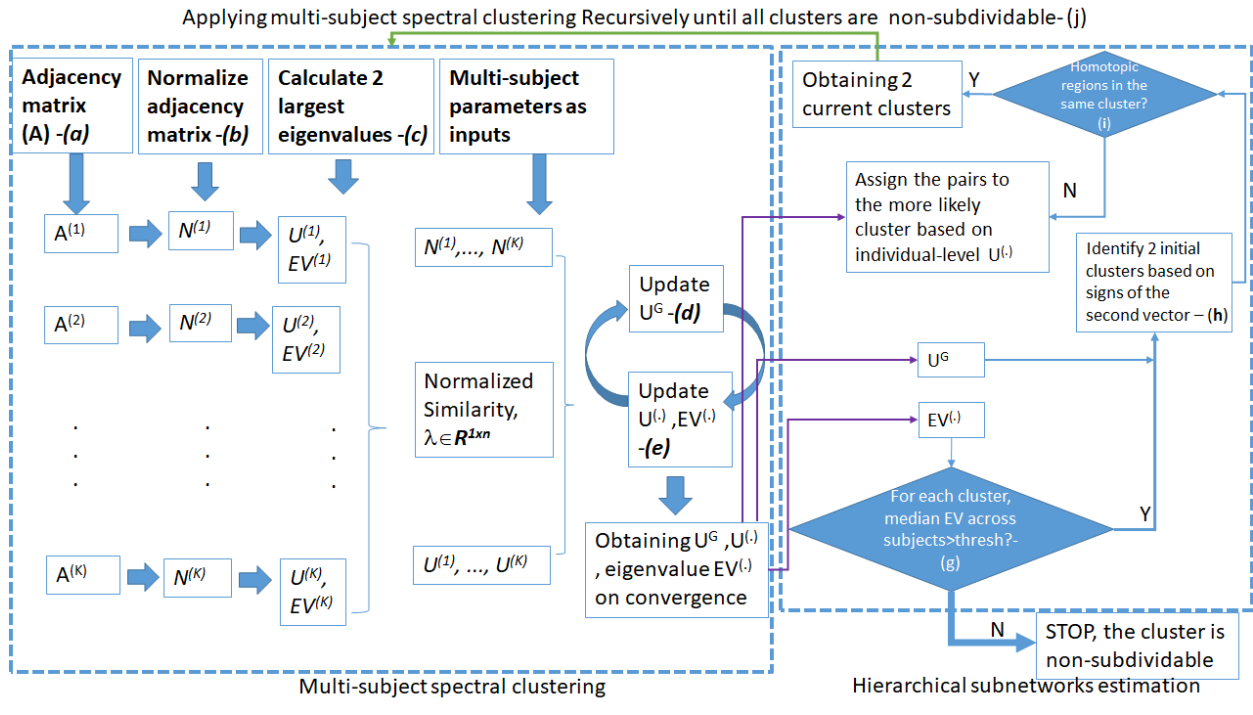 Applying multi-subject spectral clustering Recursively until all clusters are non-subdividable- (j)
Adjacency
matrix
(A) -(a)
Normalize
adjacency
matrix -(b)
Calculate 2
largest
eigenvalues -(c)
Multi-subject
parameters as
inputs
A(1)
N(1)
U(1),
EV(1)
A(2)
N(2)
U(2),
EV(2)
. . .
. . .
. . .
A(K)
N(K)
U(K),
EV(K)
N(1),..., N(K)
Normalized
Similarity,
λ∈R1xn
U(1), ..., U(K)
Update
UG -(d)
Update
U(.) ,EV(.)
-(e)
Obtaining UG ,U(.)
, eigenvalue EV(.)
on convergence
Multi-subject spectral clustering
Obtaining 2
current clusters
Y
Homotopic
regions in the
same cluster?
(i)
N
Assign the pairs to
the more likely
cluster based on
individual-level U(.)
Identify 2 initial
clusters based on
signs of the
second vector – (h)
UG
EV(.)
For each cluster,
median EV across
subjects>thresh?-
(g)
Y
N
STOP, the cluster is
non-subdividable
Hierarchical subnetworks estimation